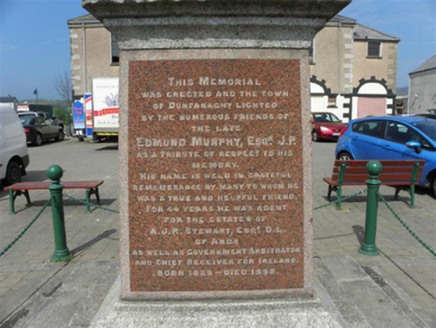 THIS MEMORIAL
WAS ERECTED AND THE TOWN
OF DUNFANAGHY LIGHTED
BY THE NUMEROUS FRIENDS OF
THE LATE
EDMUND MURPHY, ESQR. J.P.
AS A TRIBUTE OF RESPECT TO HIS
MEMORY.
HIS NAME IS HELD IN GRATEFUL
REMEMBRANCE BY MANY TO WHOM HE
WAS A TRUE AND HELPFUL FRIEND.
FOR 44 YEARS HE WAS AGENT
FOR THE ESTATES OF
A.J.R. STEWART, ESQR. D.L.
OF ARDS
AS WELL AS GOVERNMENT ARBITRATOR
AND CHIEF RECEIVER FOR IRELAND.
BORN DIED